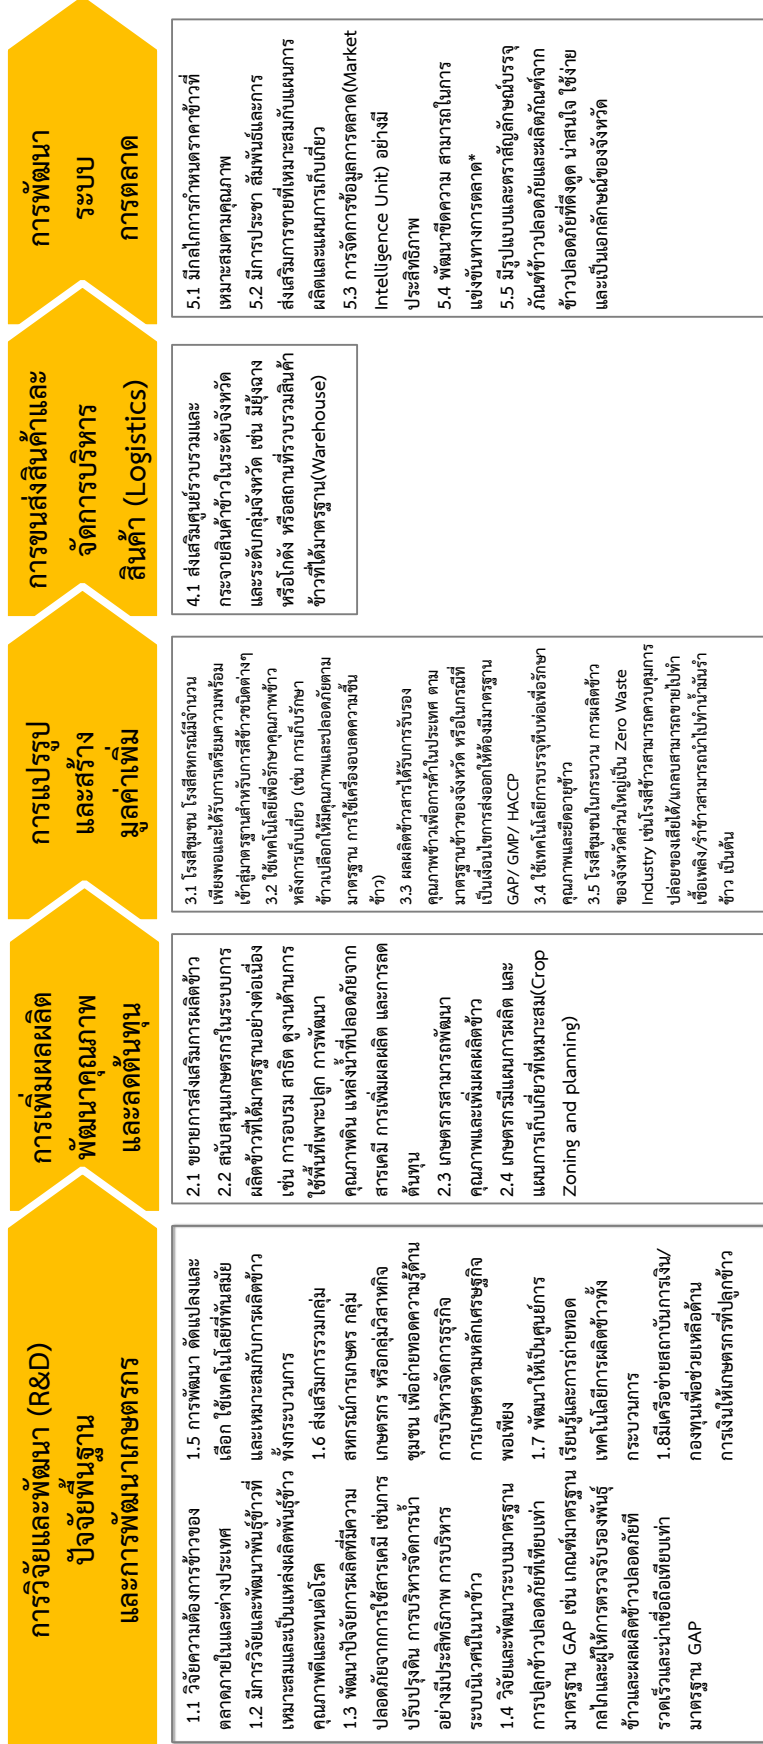 การวิจัยและพัฒนา (R&D)
ปัจจัยพื้นฐาน
และการพัฒนาเกษตรกร
1.1 วิจัยความต้องการข้าวของ
ตลาดภายในและต่างประเทศ
1.2 มีการวิจัยและพัฒนาพันธุ์ข้าวที่
เหมาะสมและเป็นแหล่งผลิตพันธุ์ข้าว
คุณภาพดีและทนต่อโรค
1.3 พัฒนาปัจจัยการผลิตที่มีความ
ปลอดภัยจากการใช้สารเคมี เช่นการ
ปรับปรุงดิน การบริหารจัดการน้ำ
อย่างมีประสิทธิภาพ การบริหาร
ระบบนิเวศน์ในนาข้าว
1.4 วิจัยและพัฒนาระบบมาตรฐาน
การปลูกข้าวปลอดภัยที่เทียบเท่า
มาตรฐาน GAP เช่น เกณฑ์มาตรฐาน
กลไกและผู้ให้การตรวจรับรองพันธุ์
ข้าวและผลผลิตข้าวปลอดภัยที่
รวดเร็วและน่าเชื่อถือเทียบเท่า
มาตรฐาน GAP
1.5 การพัฒนา ดัดแปลงและ
เลือก ใช้เทคโนโลยีที่ทันสมัย
และเหมาะสมกับการผลิตข้าว
ทั้งกระบวนการ
1.6 ส่งเสริมการรวมกลุ่ม
สหกรณ์การเกษตร กลุ่ม
เกษตรกร หรือกลุ่มวิสาหกิจ
ชุมชน เพื่อถ่ายทอดความรู้ด้าน
การบริหารจัดการธุรกิจ
การเกษตรตามหลักเศรษฐกิจ
พอเพียง
1.7 พัฒนาให้เป็นศูนย์การ
เรียนรู้และการถ่ายทอด
เทคโนโลยีการผลิตข้าวทั้ง
กระบวนการ
1.8มีเครือข่ายสถาบันการเงิน/
กองทุนเพื่อช่วยเหลือด้าน
การเงินให้เกษตรกรที่ปลูกข้าว
การเพิ่มผลผลิต
พัฒนาคุณภาพ
และลดต้นทุน
2.1 ขยายการส่งเสริมการผลิตข้าว
2.2 สนับสนุนเกษตรกรในระบบการ
ผลิตข้าวที่ได้มาตรฐานอย่างต่อเนื่อง
เช่น การอบรม สาธิต ดูงานด้านการ
ใช้พื้นที่เพาะปลูก การพัฒนา
คุณภาพดิน แหล่งน้ำที่ปลอดภัยจาก
สารเคมี การเพิ่มผลผลิต และการลด
ต้นทุน
2.3 เกษตรกรสามารถพัฒนา
คุณภาพและเพิ่มผลผลิตข้าว
2.4 เกษตรกรมีแผนการผลิต และ
แผนการเก็บเกี่ยวที่เหมาะสม(Crop
Zoning and planning)
การแปรรูป
และสร้าง
มูลค่าเพิ่ม
3.1 โรงสีชุมชน โรงสีสหกรณ์มีจำนวน
เพียงพอและได้รับการเตรียมความพร้อม
เข้าสู่มาตรฐานสำหรับการสีข้าวชนิดต่างๆ
3.2 ใช้เทคโนโลยีเพื่อรักษาคุณภาพข้าว
หลังการเก็บเกี่ยว (เช่น การเก็บรักษา
ข้าวเปลือกให้มีคุณภาพและปลอดภัยตาม
มาตรฐาน การใช้เครื่องอบลดความชื้น
ข้าว)
3.3 ผลผลิตข้าวสารได้รับการรับรอง
คุณภาพข้าวเพื่อการค้าในประเทศ ตาม
มาตรฐานข้าวของจังหวัด หรือในกรณีที่
เป็นเงื่อนไขการส่งออกให้ต้องมีมาตรฐาน
GAP/ GMP/ HACCP
3.4 ใช้เทคโนโลยีการบรรจุหีบห่อเพื่อรักษา
คุณภาพและยืดอายุข้าว
3.5 โรงสีชุมชนในกระบวน การผลิตข้าว
ของจังหวัดส่วนใหญ่เป็น Zero Waste
Industry เช่นโรงสีข้าวสามารถควบคุมการ
ปล่อยของเสียได้/แกลบสามารถขายไปทำ
เชื้อเพลิง/รำข้าวสามารถนำไปทำน้ำมันรำ
ข้าว เป็นต้น
การขนส่งสินค้าและ
จัดการบริหาร
สินค้า (Logistics)
4.1 ส่งเสริมศูนย์รวบรวมและ
กระจายสินค้าข้าวในระดับจังหวัด
และระดับกลุ่มจังหวัด เช่น มียุ้งฉาง
หรือโกดัง หรือสถานที่รวบรวมสินค้า
ข้าวที่ได้มาตรฐาน(Warehouse)
การพัฒนา
ระบบ
การตลาด
5.1 มีกลไกการกำหนดราคาข้าวที่
เหมาะสมตามคุณภาพ
5.2 มีการประชา สัมพันธ์และการ
ส่งเสริมการขายที่เหมาะสมกับแผนการ
ผลิตและแผนการเก็บเกี่ยว
5.3 การจัดการข้อมูลการตลาด(Market
Intelligence Unit) อย่างมี
ประสิทธิภาพ
5.4 พัฒนาขีดความ สามารถในการ
แข่งขันทางการตลาด*
5.5 มีรูปแบบและตราสัญลักษณ์บรรจุ
ภัณฑ์ข้าวปลอดภัยและผลิตภัณฑ์จาก
ข้าวปลอดภัยที่ดึงดูด น่าสนใจ ใช้ง่าย
และเป็นเอกลักษณ์ของจังหวัด